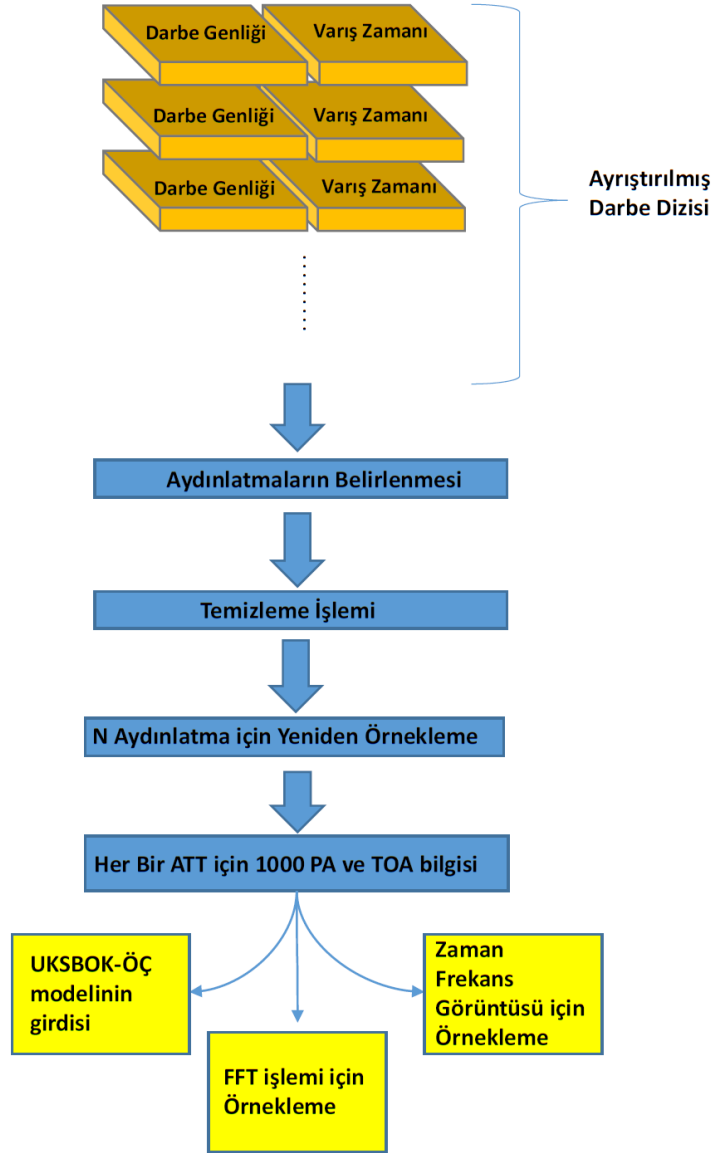 Darbe Genliği Varış Zamanı
Darbe Genliği Varış Zamanı
Darbe Genliği Varış Zamanı
Ayrıştırılmış
Darbe Dizisi
Aydınlatmaların Belirlenmesi
Temizleme İşlemi
N Aydınlatma için Yeniden Örnekleme
Her Bir ATT için 1000 PA ve TOA bilgisi
UKSBOK-ÖÇ
modelinin
girdisi
FFT işlemi için
Örnekleme
Zaman
Frekans
Görüntüsü için
Örnekleme